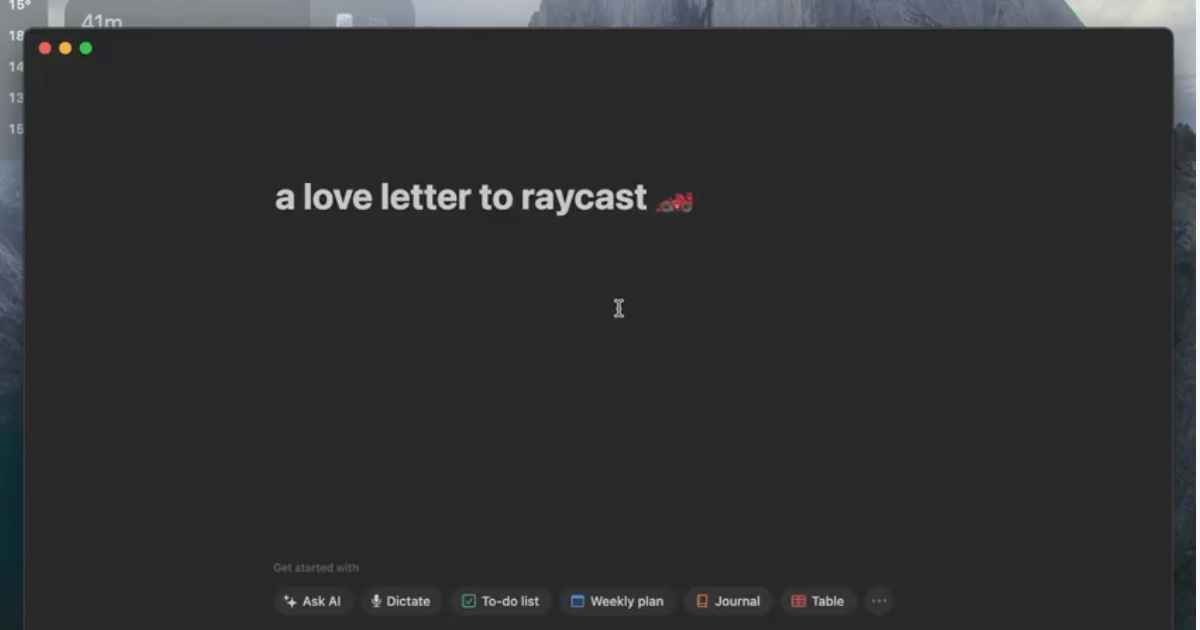 15°
41m
18
14
13
15
a love letter to raycast 🏎️
Get started with
Ask AI Dictate To-do list Weekly plan Journal Table